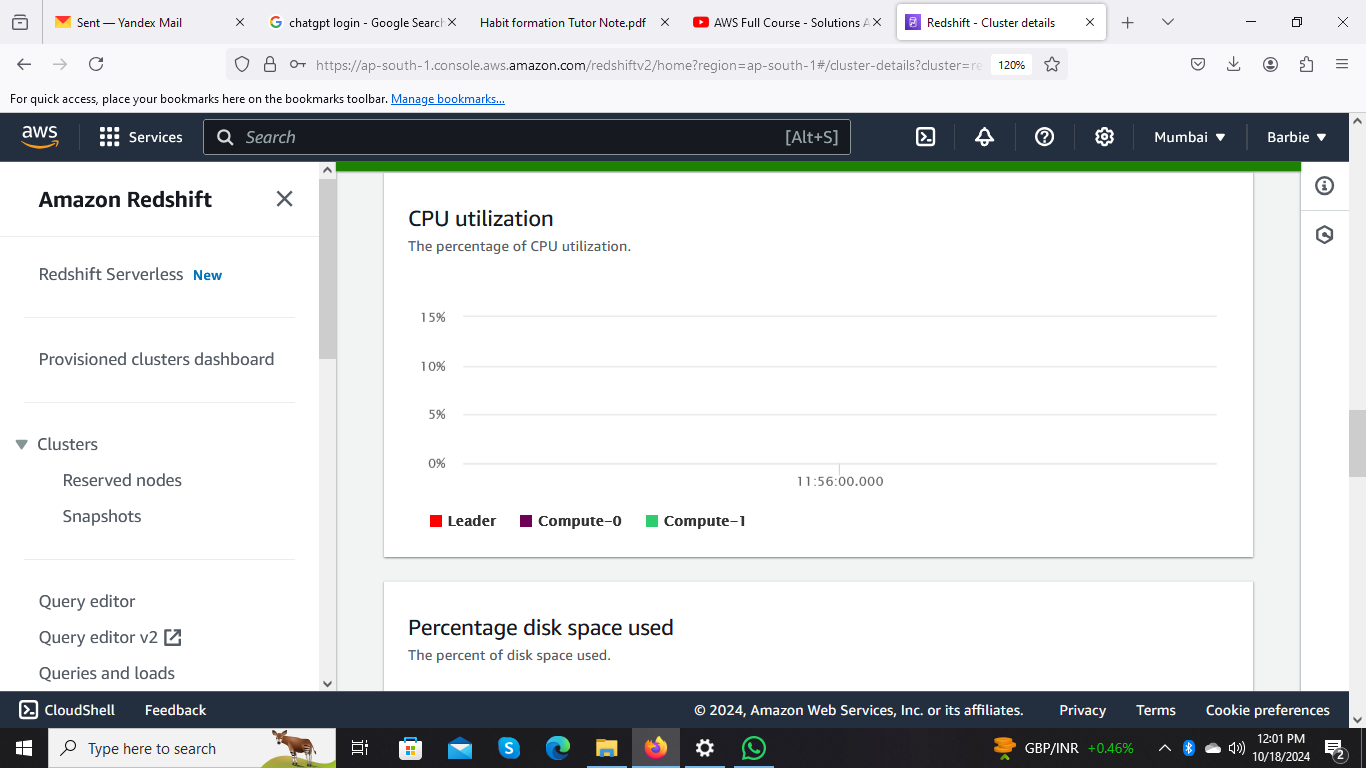 Sent — Yandex Mail
chatgpt login - Google Search
Habit formation Tutor Note.pdf
AWS Full Course - Solutions A
Redshift - Cluster details
https://ap-south-1.console.aws.amazon.com/redshiftv2/home?region=ap-south-1#/cluster-details?cluster=re
120%
For quick access, place your bookmarks here on the bookmarks toolbar. Manage bookmarks...
aws
Services
Search
[Alt+S]
Mumbai
Barbie
Amazon Redshift
Redshift Serverless New
Provisioned clusters dashboard
Clusters
Reserved nodes
Snapshots
Query editor
Query editor v2
Queries and loads
CPU utilization
The percentage of CPU utilization.
15%
10%
5%
0%
11:56:00.000
Leader Compute-0 Compute-1
Percentage disk space used
The percent of disk space used.
CloudShell Feedback
© 2024, Amazon Web Services, Inc. or its affiliates. Privacy Terms Cookie preferences
Type here to search
GBP/INR +0.46%
12:01 PM
10/18/2024
2